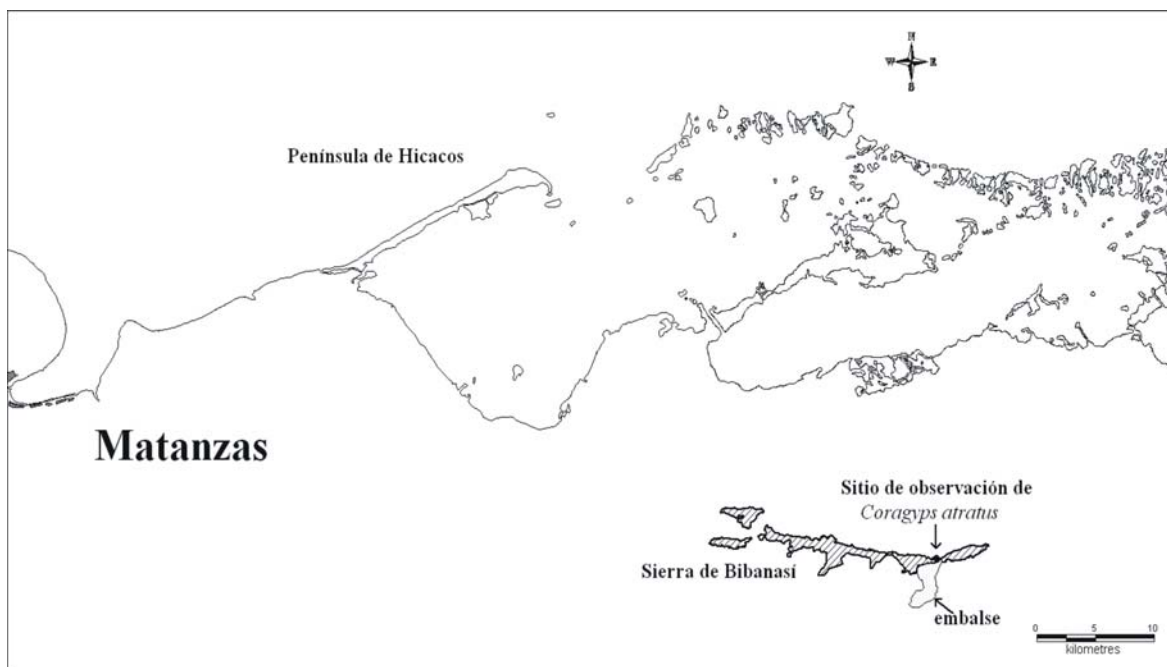 N
W E
S
Península de Hicacos
Matanzas
Sitio de observación de
Coragyps atratus
Sierra de Bibanasí
embalse
0 5 10
kilometres